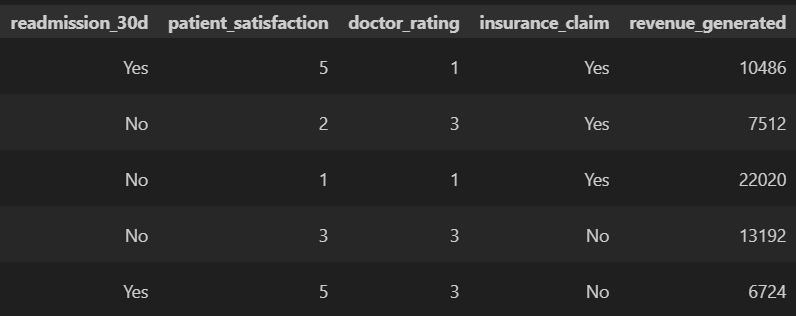 readmission_30d patient_satisfaction doctor_rating insurance_claim revenue_generated
Yes 5 1 Yes 10486
No 2 3 Yes 7512
No 1 1 Yes 22020
No 3 3 No 13192
Yes 5 3 No 6724